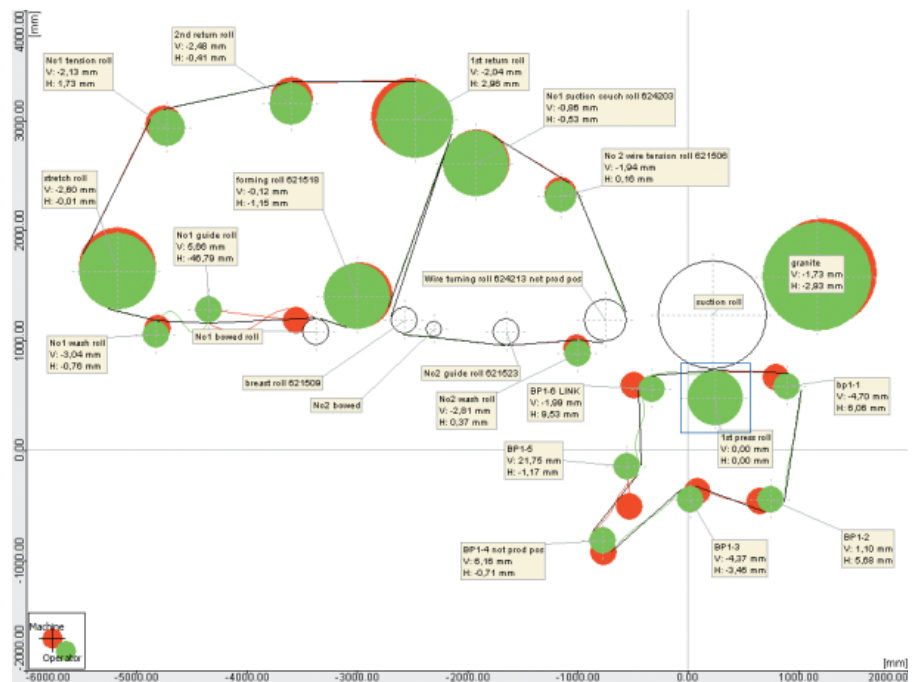 4000.00
[mm]
3000.00
2000.00
1000.00
0.00
-1000.00
-2000.00
2nd return roll
V: -2,48 mm
H: -0,41 mm
No1 tension roll
V: -2,13 mm
H: 1,73 mm
1st return roll
V: -2,04 mm
H: 2,95 mm
No1 suction couch roll 624203
V: -0,86 mm
H: -0,53 mm
No 2 wire tension roll 621506
V: -1,94 mm
H: 0,16 mm
stretch roll
V: -2,60 mm
H: -0,01 mm
forming roll 621518
V: -0,12 mm
H: -1,15 mm
No1 guide roll
V: 5,66 mm
H: -46,79 mm
Wire turning roll 624213 not prod pos
granite
V: -1,73 mm
H: -2,93 mm
suction roll
No1 wash roll
V: -3,04 mm
H: -0,76 mm
No1 bowed roll
breast roll 621509
No2 bowed
No2 guide roll 621523
No2 wash roll
V: -2,81 mm
H: 0,37 mm
BP1-6 LINK
V: -1,99 mm
H: 9,53 mm
bp1-1
V: -4,70 mm
H: 6,06 mm
1st press roll
V: 0,00 mm
H: 0,00 mm
BP1-5
V: 21,75 mm
H: -1,17 mm
BP1-4 not prod pos
V: 6,16 mm
H: -0,71 mm
BP1-3
V: -4,37 mm
H: -3,46 mm
BP1-2
V: 1,10 mm
H: 5,68 mm
Machine
Operator
[mm]
-6000.00 -5000.00 -4000.00 -3000.00 -2000.00 -1000.00 0.00 1000.00 2000.00